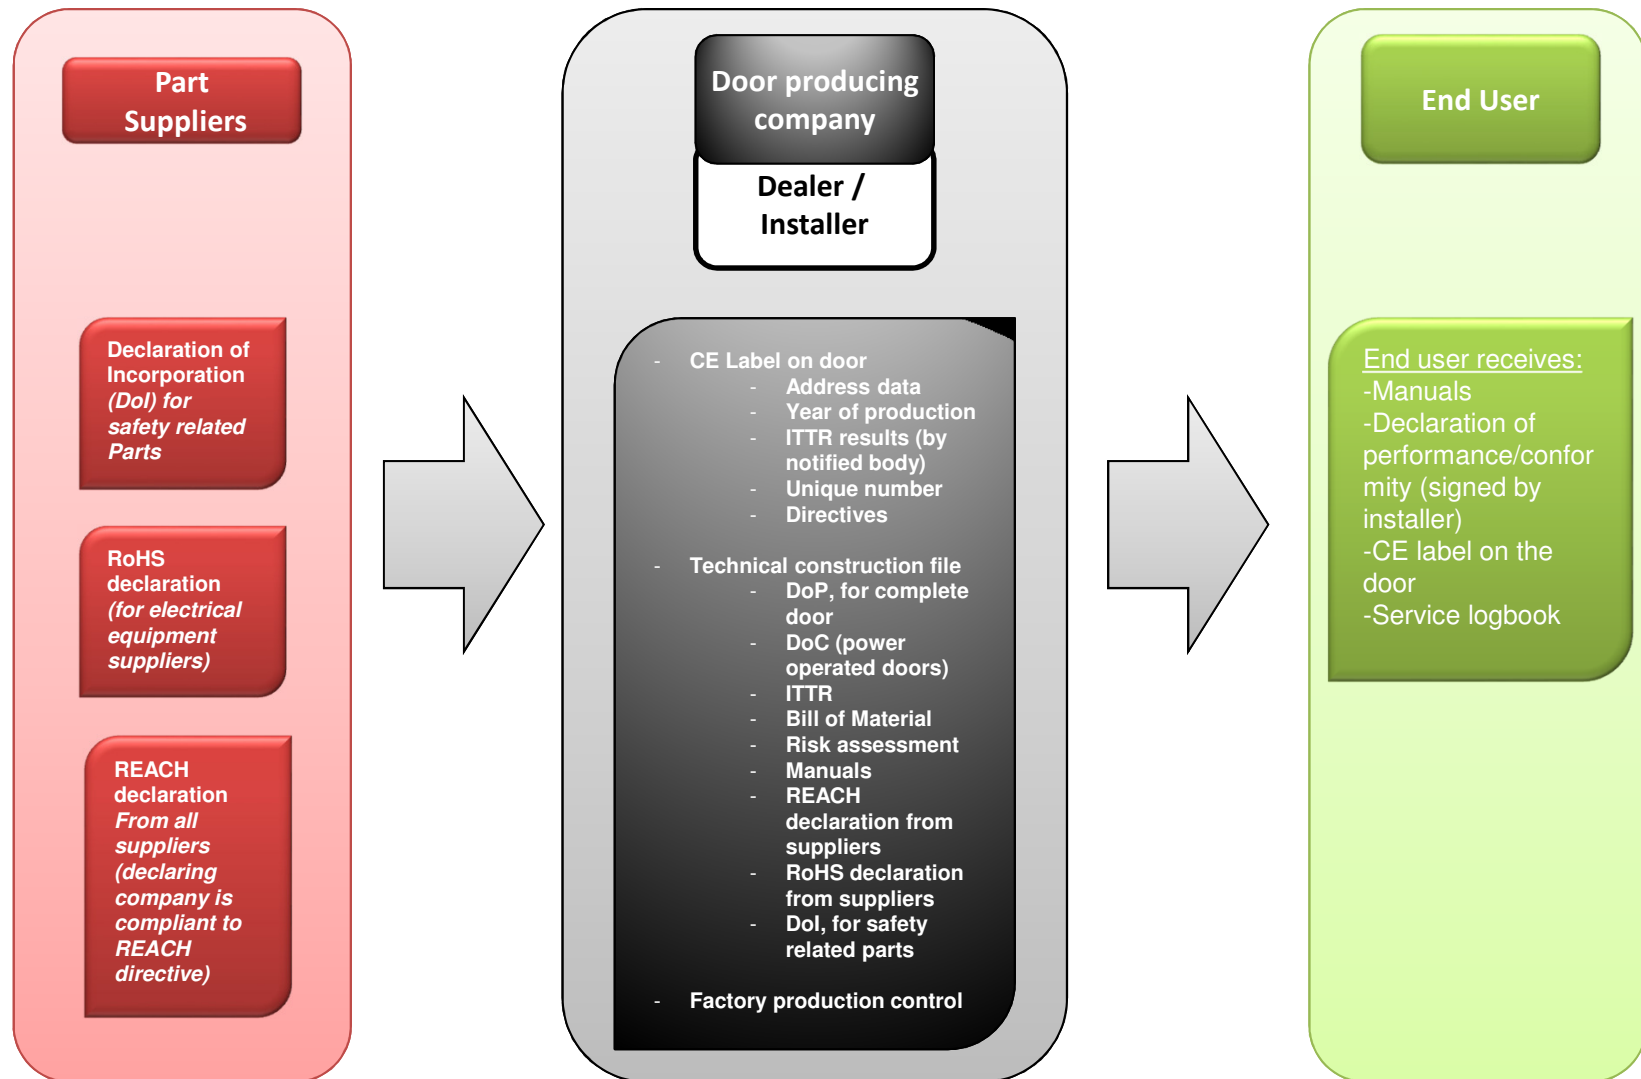 Part
Suppliers
Declaration of
Incorporation
(DoI) for
safety related
Parts
RoHS
declaration
(for electrical
equipment
suppliers)
REACH
declaration
From all
suppliers
(declaring
company is
compliant to
REACH
directive)
Door producing
company
Dealer /
Installer
- CE Label on door
- Address data
- Year of production
- ITTR results (by
notified body)
- Unique number
- Directives
- Technical construction file
- DoP, for complete
door
- DoC (power
operated doors)
- ITTR
- Bill of Material
- Risk assessment
- Manuals
- REACH
declaration from
suppliers
- RoHS declaration
from suppliers
- DoI, for safety
related parts
- Factory production control
End User
End user receives:
-Manuals
-Declaration of
performance/confor
mity (signed by
installer)
-CE label on the
door
-Service logbook